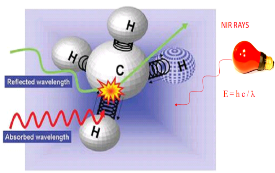 H
NIR RAYS
H
C
H
Reflected wavelength
E = h c / λ
Absorbed wavelength
H